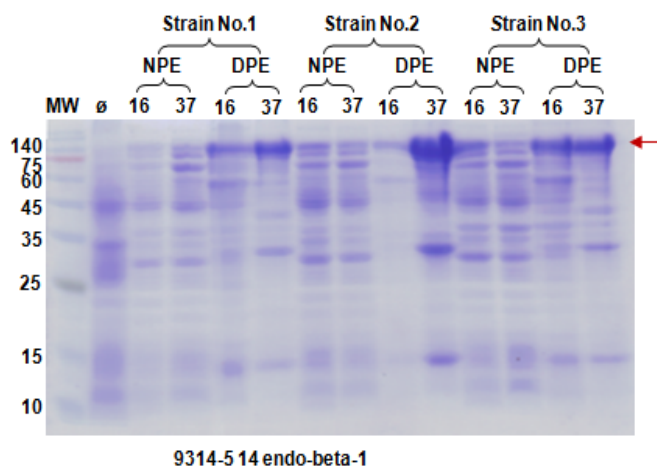 Strain No.1 Strain No.2 Strain No.3
NPE DPE NPE DPE NPE DPE
MW ø 16 37 16 37 16 37 16 37 16 37 16 37
140
75
60
45
35
25
15
10
9314-5 14 endo-beta-1